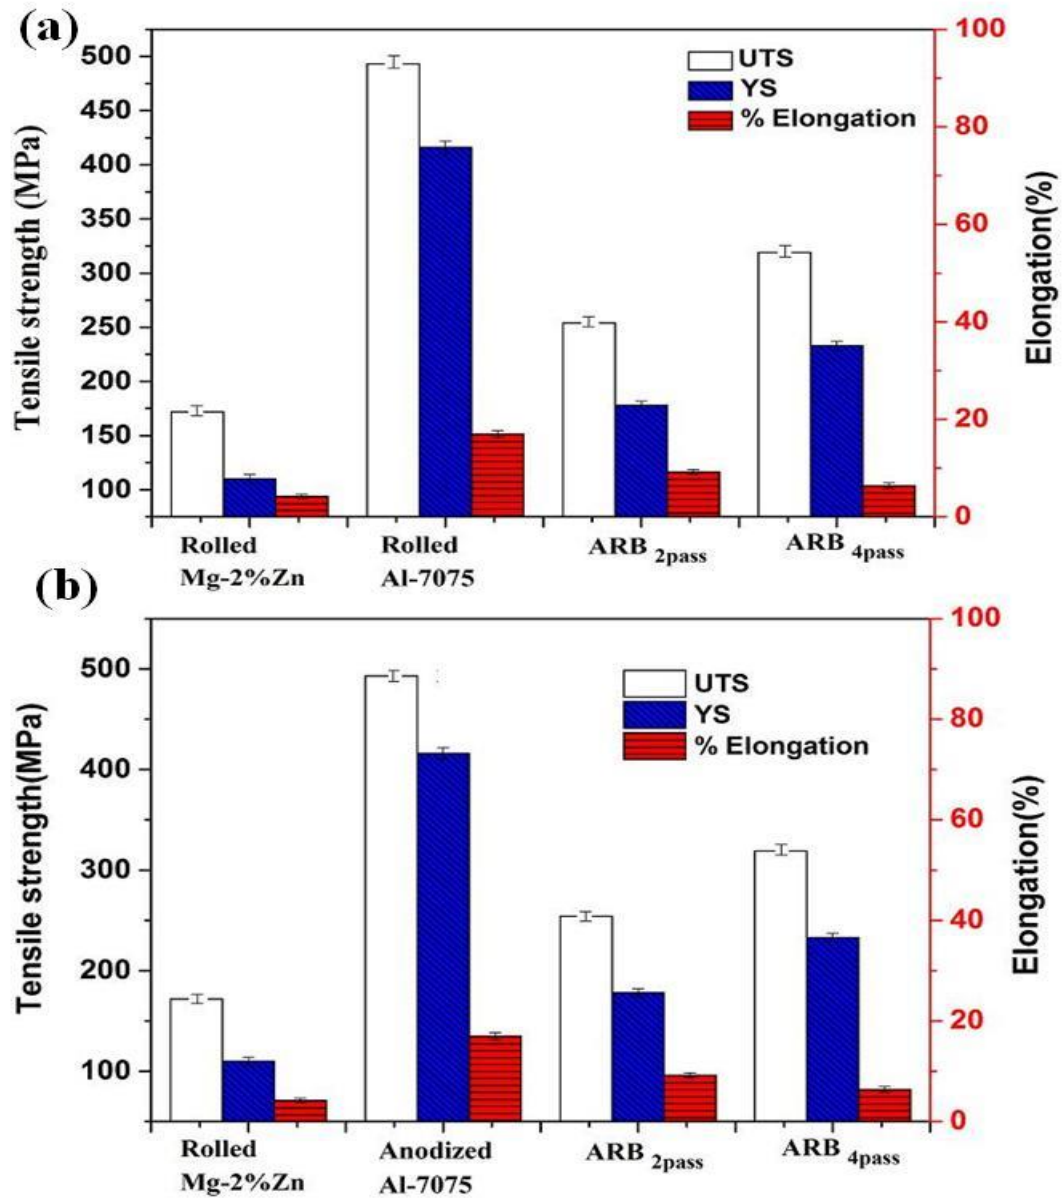 (a)
500
450
400
350
300
250
200
150
100
Tensile strength (MPa)
UTS
YS
% Elongation
100
80
60
40
20
0
Elongation(%)
Rolled
Mg-2%Zn
Rolled
Al-7075
ARB 2pass
ARB 4pass
(b)
500
400
300
200
100
Tensile strength(MPa)
UTS
YS
% Elongation
100
80
60
40
20
0
Elongation(%)
Rolled
Mg-2%Zn
Anodized
Al-7075
ARB 2pass
ARB 4pass